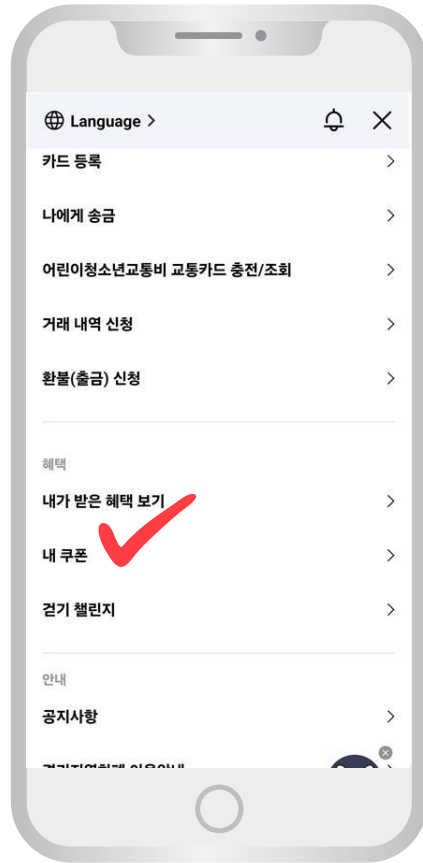 Language >
카드 등록
나에게 송금
어린이청소년교통비 교통카드 충전/조회
거래 내역 신청
환불(출금) 신청
혜택
내가 받은 혜택 보기
내 쿠폰
걷기 챌린지
안내
공지사항